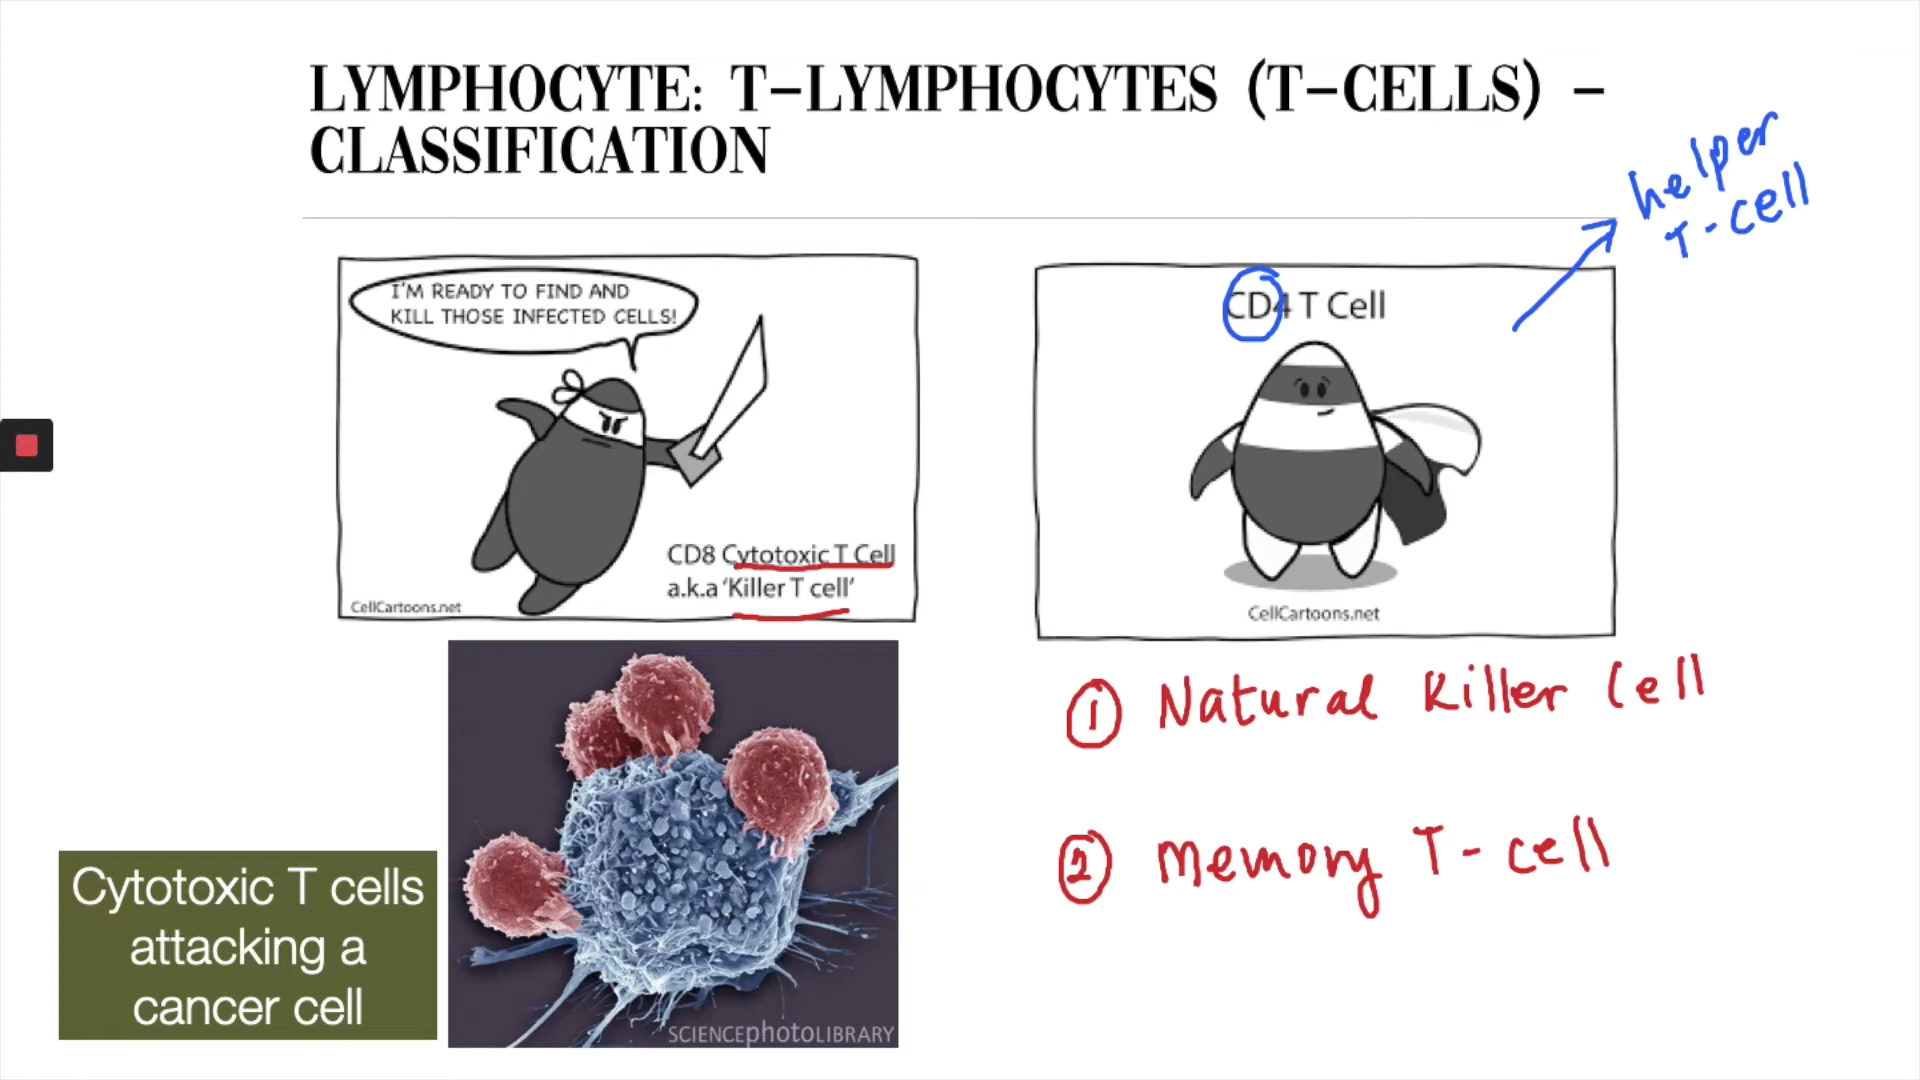 LYMPHOCYTE: T–LYMPHOCYTES (T–CELLS) –
CLASSIFICATION
helper
T-cell
I'M READY TO FIND AND
KILL THOSE INFECTED CELLS!
CD8 Cytotoxic T Cell
a.k.a ‘Killer T cell’
CellCartoons.net
CD4 T Cell
CellCartoons.net
Cytotoxic T cells
attacking a
cancer cell
SCIENCEphotoLIBRARY
1 Natural Killer Cell
2 Memory T-cell